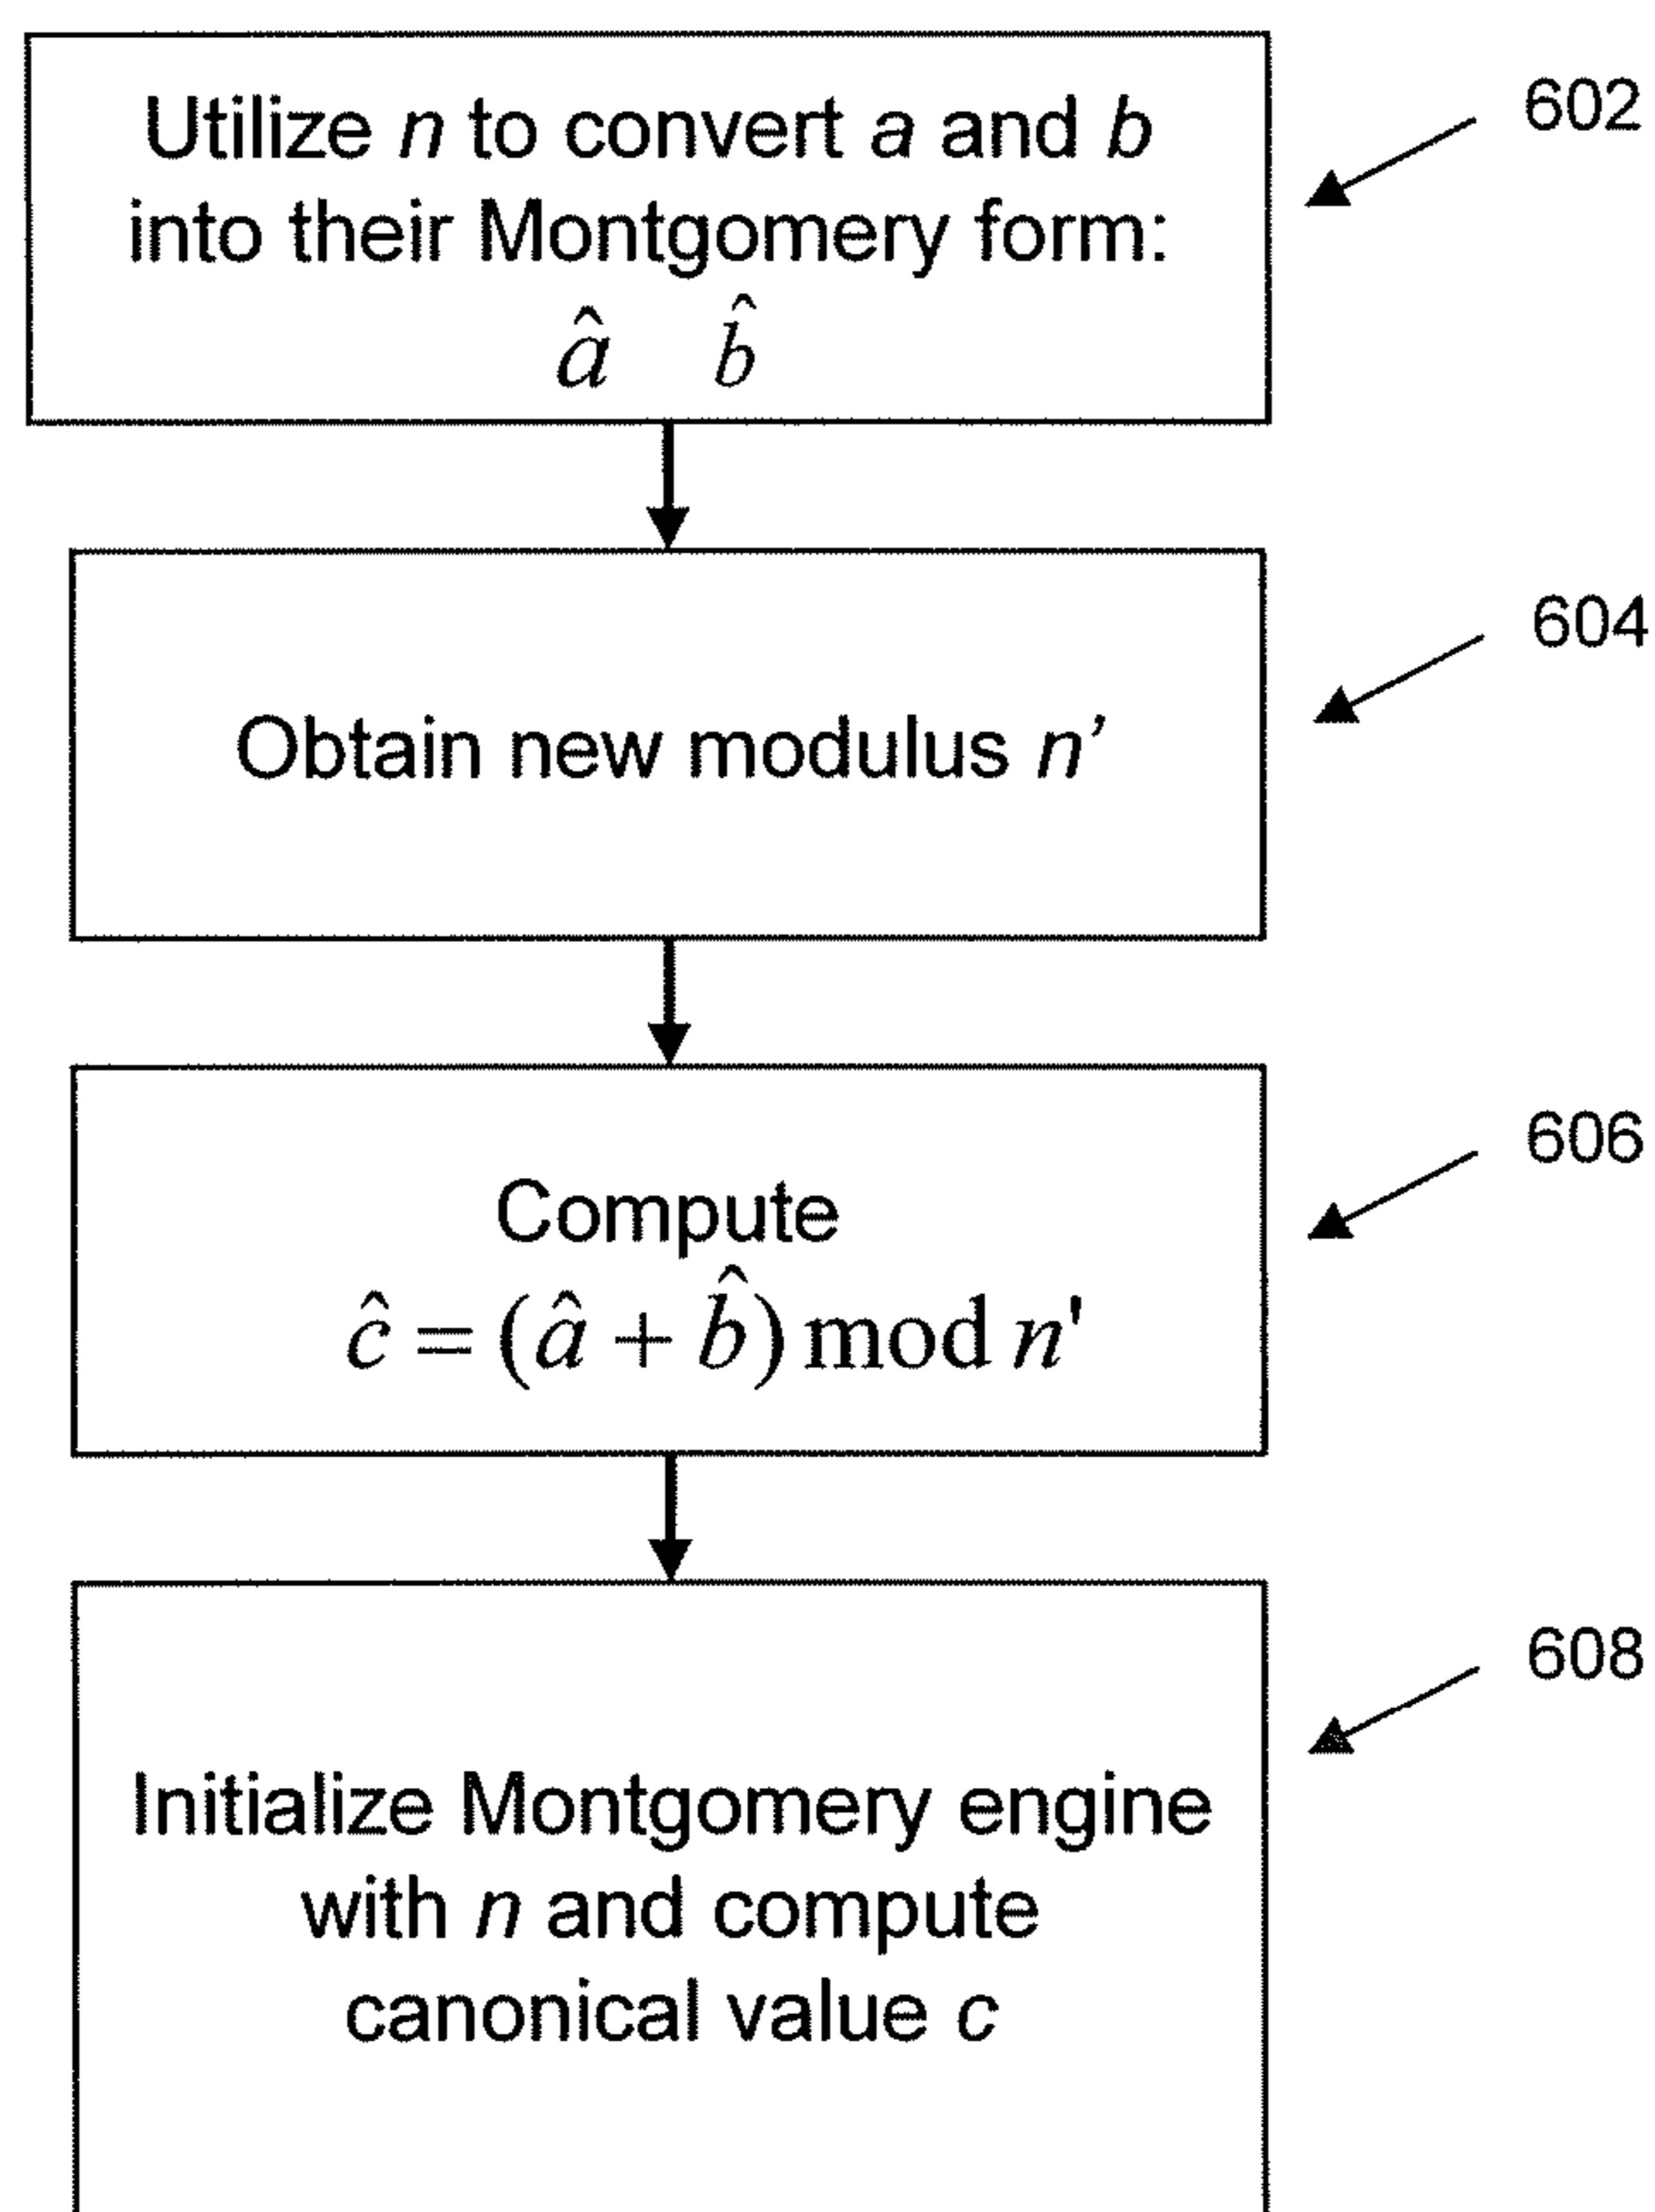 Utilize n to convert a and b
into their Montgomery form:
â b̂
602
Obtain new modulus n’
604
Compute
ĉ = (â + b̂) mod n'
606
Initialize Montgomery engine
with n and compute
canonical value c
608